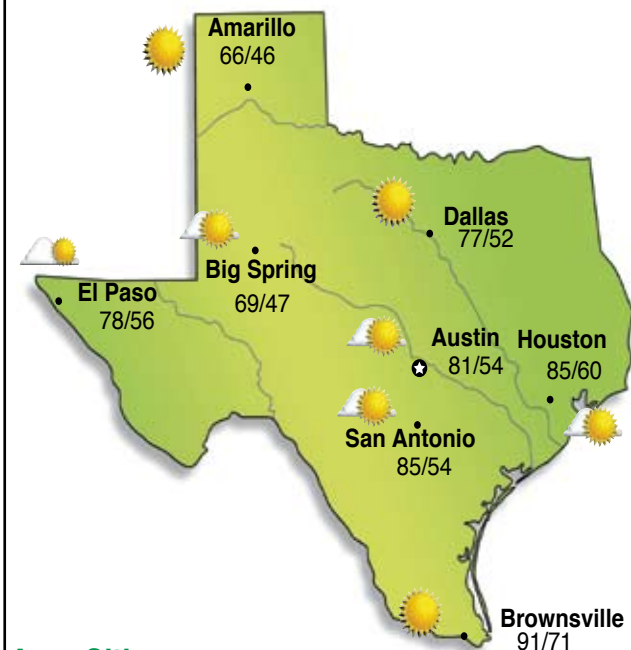 Amarillo
66/46
Dallas
77/52
Big Spring
69/47
El Paso
78/56
Austin
81/54
Houston
85/60
San Antonio
85/54
Brownsville
91/71